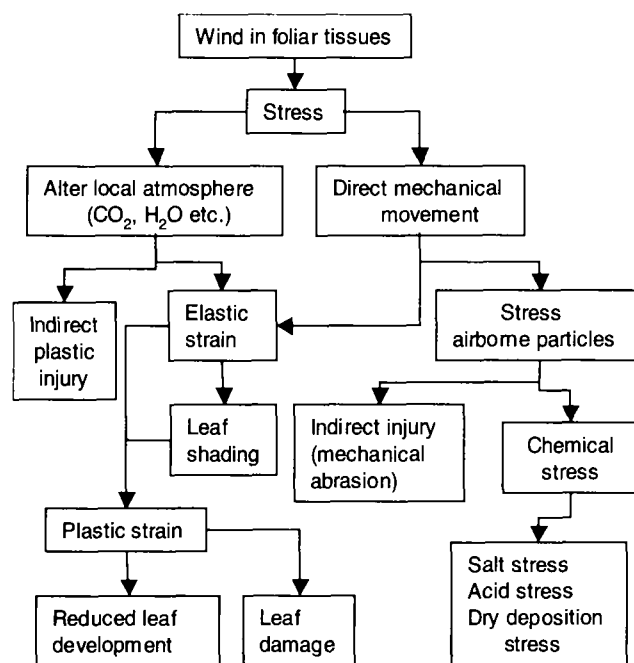 Wind in foliar tissues
Stress
Alter local atmosphere
(CO₂, H₂O etc.)
Direct mechanical
movement
Indirect
plastic
injury
Elastic
strain
Stress
airborne particles
Leaf
shading
Indirect injury
(mechanical
abrasion)
Chemical
stress
Plastic strain
Reduced leaf
development
Leaf
damage
Salt stress
Acid stress
Dry deposition
stress